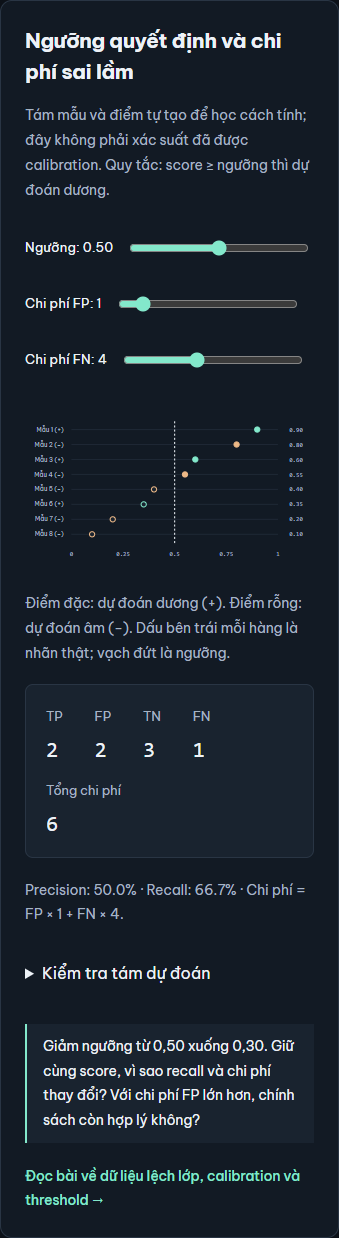 Ngưỡng quyết định và chi
phí sai lầm
Tám mẫu và điểm tự tạo để học cách tính;
đây không phải xác suất đã được
calibration. Quy tắc: score ≥ ngưỡng thì dự
đoán dương.
Ngưỡng: 0.50
Chi phí FP: 1
Chi phí FN: 4
Mẫu 1 (+) 0.90
Mẫu 2 (−) 0.80
Mẫu 3 (+) 0.60
Mẫu 4 (−) 0.55
Mẫu 5 (−) 0.40
Mẫu 6 (+) 0.35
Mẫu 7 (−) 0.20
Mẫu 8 (−) 0.10
0 0.25 0.5 0.75 1
Điểm đặc: dự đoán dương (+). Điểm rỗng:
dự đoán âm (−). Dấu bên trái mỗi hàng là
nhãn thật; vạch đứt là ngưỡng.
TP FP TN FN
2 2 3 1
Tổng chi phí
6
Precision: 50.0% · Recall: 66.7% · Chi phí =
FP × 1 + FN × 4.
▶ Kiểm tra tám dự đoán
Giảm ngưỡng từ 0,50 xuống 0,30. Giữ
cùng score, vì sao recall và chi phí
thay đổi? Với chi phí FP lớn hơn, chính
sách còn hợp lý không?
Đọc bài về dữ liệu lệch lớp, calibration và
threshold →